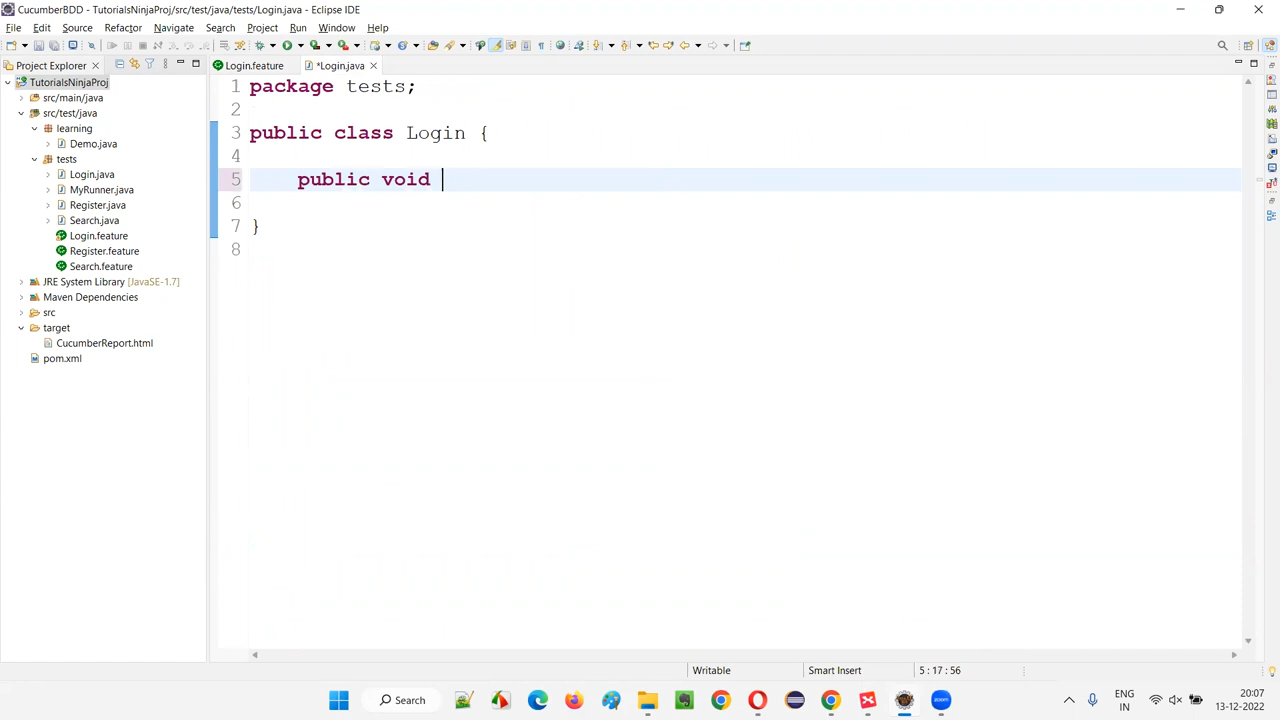 CucumberBDD - TutorialsNinjaProj/src/test/java/tests/Login.java - Eclipse IDE
File Edit Source Refactor Navigate Search Project Run Window Help
Project Explorer
Login.feature *Login.java
TutorialsNinjaProj
src/main/java
src/test/java
learning
Demo.java
tests
Login.java
MyRunner.java
Register.java
Search.java
Login.feature
Register.feature
Search.feature
JRE System Library [JavaSE-1.7]
Maven Dependencies
src
target
CucumberReport.html
pom.xml
1 package tests;
2
3 public class Login {
4
5 public void
6
7 }
8
Writable Smart Insert 5 : 17 : 56
Search
zoom
ENG
IN
20:07
13-12-2022